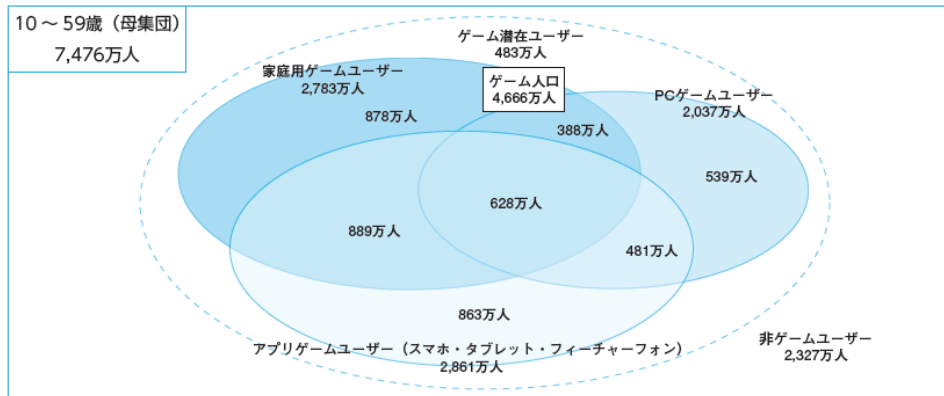 10～59歳（母集団）
7,476万人
ゲーム潜在ユーザー
483万人
家庭用ゲームユーザー
2,783万人
ゲーム人口
4,666万人
PCゲームユーザー
2,037万人
878万人
388万人
539万人
628万人
889万人
481万人
863万人
アプリゲームユーザー（スマホ・タブレット・フィーチャーフォン）
2,861万人
非ゲームユーザー
2,327万人